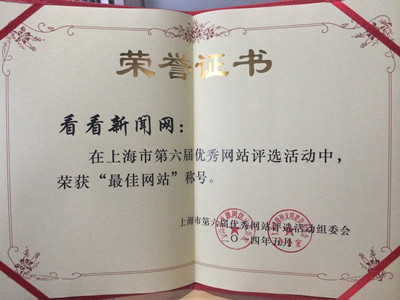 荣誉证书
看看新闻网：
在上海市第六届优秀网站评选活动中，
荣获“最佳网站”称号。
上海市第六届优秀网站评选活动组委会
二〇一四年五月